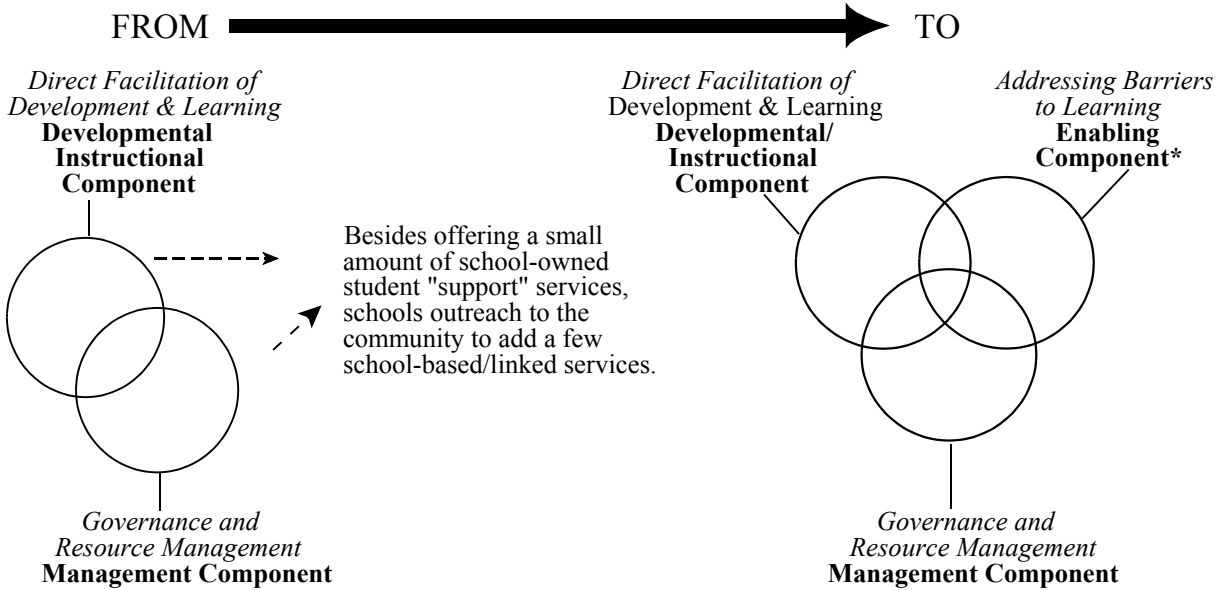 FROM
TO
Direct Facilitation of
Development & Learning
Developmental
Instructional
Component
Besides offering a small
amount of school-owned
student "support" services,
schools outreach to the
community to add a few
school-based/linked services.
Governance and
Resource Management
Management Component
Direct Facilitation of
Development & Learning
Developmental/
Instructional
Component
Addressing Barriers
to Learning
Enabling
Component*
Governance and
Resource Management
Management Component